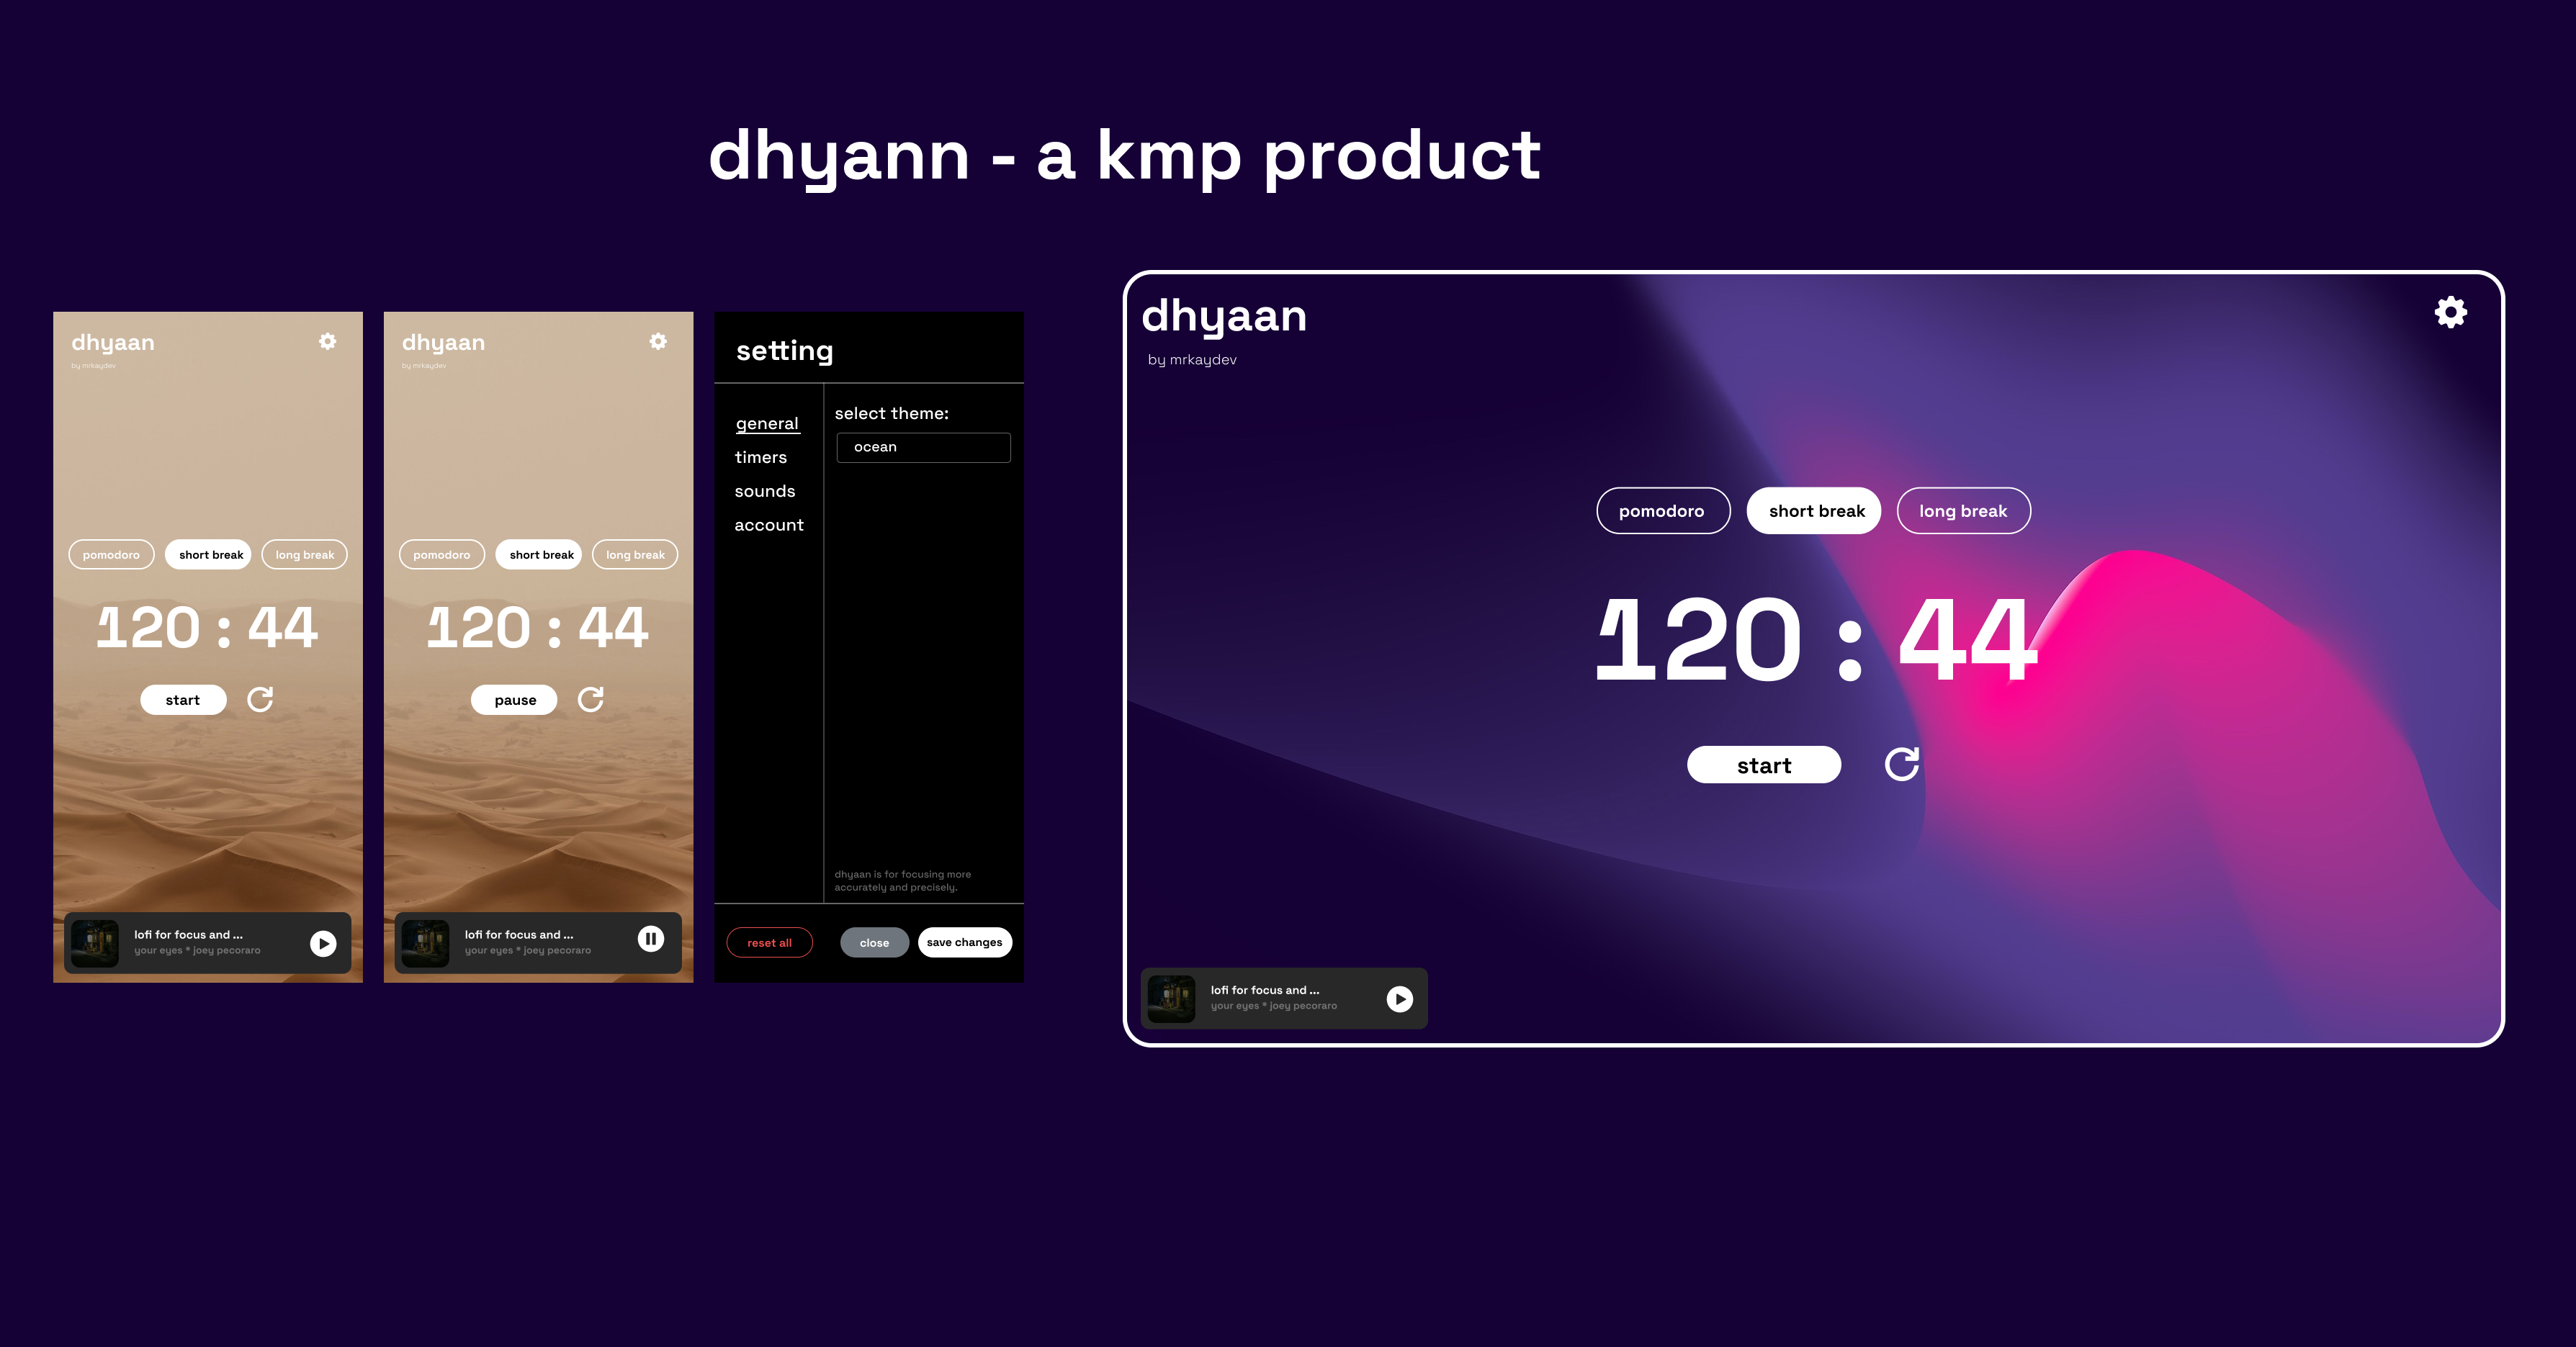 dhyann - a kmp product
dhyaan
by mrkaydev
pomodoro
short break
long break
120 : 44
start
lofi for focus and ...
your eyes * joey pecoraro
dhyaan
by mrkaydev
pomodoro
short break
long break
120 : 44
pause
lofi for focus and ...
your eyes * joey pecoraro
setting
general
timers
sounds
account
select theme:
ocean
dhyaan is for focusing more
accurately and precisely.
reset all
close
save changes
dhyaan
by mrkaydev
pomodoro
short break
long break
120 : 44
start
lofi for focus and ...
your eyes * joey pecoraro